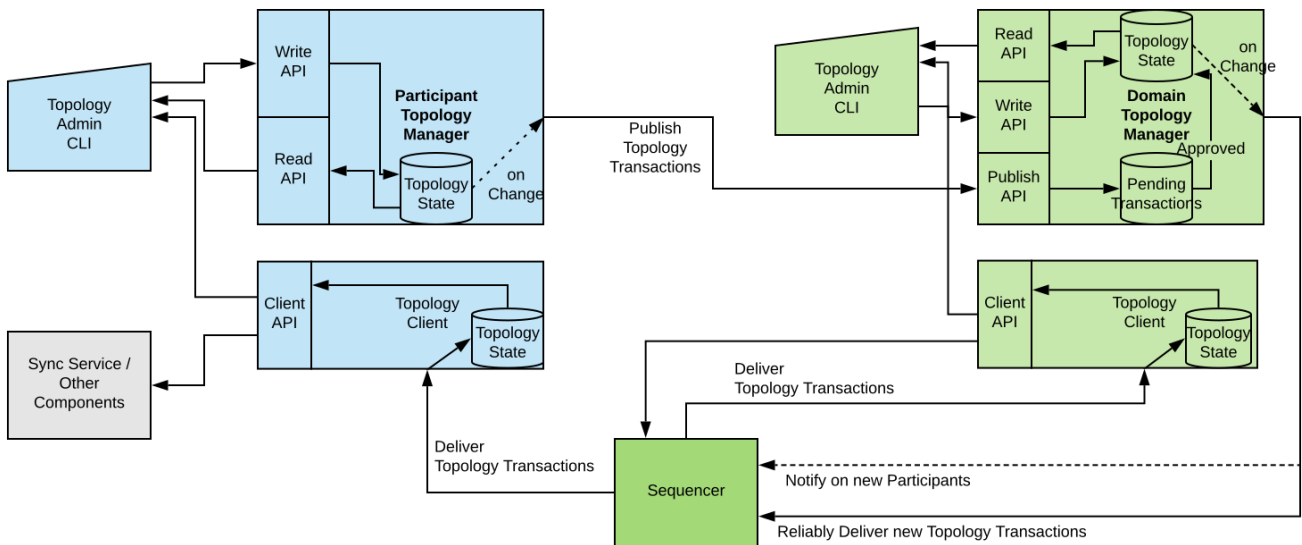 Topology
Admin
CLI
Write
API
Read
API
Participant
Topology
Manager
Topology
State
on
Change
Publish
Topology
Transactions
Topology
Admin
CLI
Read
API
Write
API
Publish
API
Topology
State
on
Change
Domain
Topology
Manager
Approved
Pending
Transactions
Client
API
Topology
Client
Topology
State
Sync Service /
Other
Components
Client
API
Topology
Client
Topology
State
Deliver
Topology Transactions
Deliver
Topology Transactions
Sequencer
Notify on new Participants
Reliably Deliver new Topology Transactions